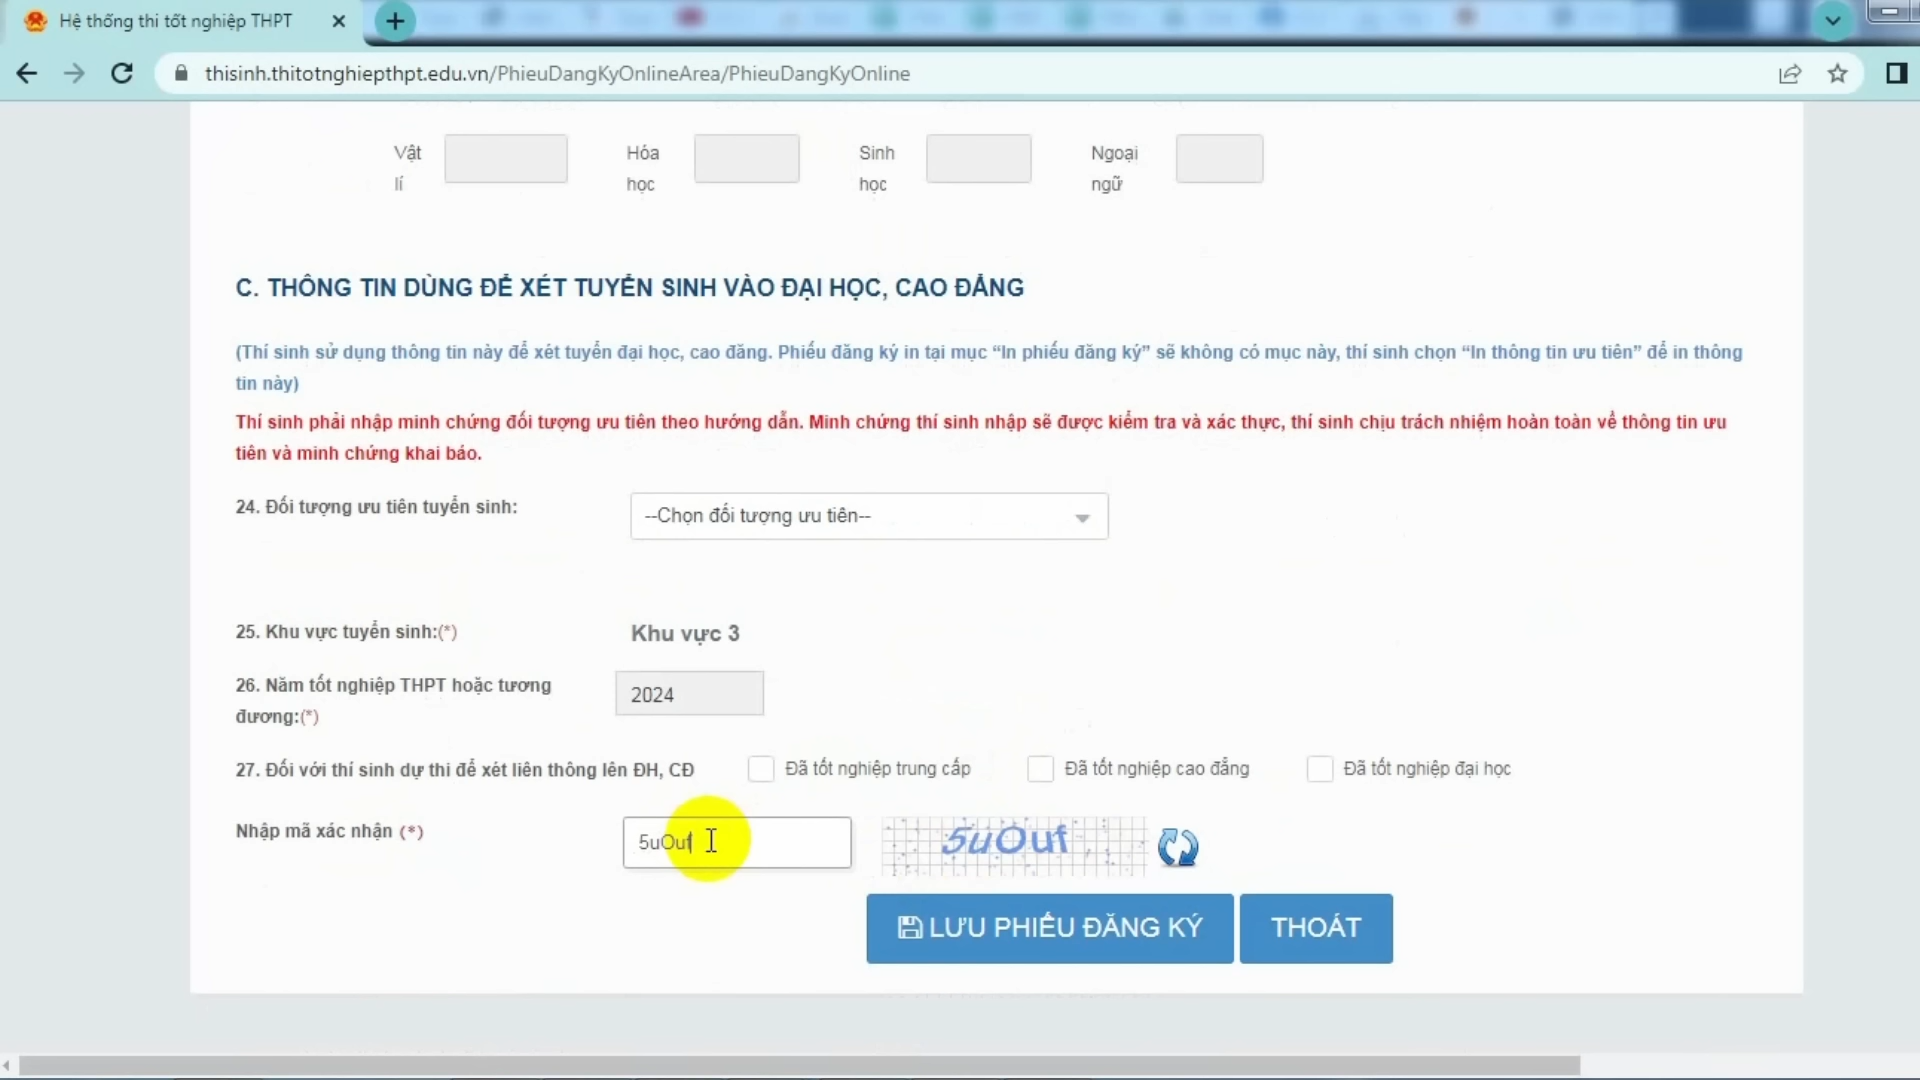 Hệ thống thi tốt nghiệp THPT
thisinh.thitotnghiepthpt.edu.vn/PhieuDangKyOnlineArea/PhieuDangKyOnline
Vật lí
Hóa học
Sinh học
Ngoại ngữ
C. THÔNG TIN DÙNG ĐỂ XÉT TUYỂN SINH VÀO ĐẠI HỌC, CAO ĐẲNG
(Thí sinh sử dụng thông tin này để xét tuyển đại học, cao đăng. Phiếu đăng ký in tại mục “In phiếu đăng ký” sẽ không có mục này, thí sinh chọn “In thông tin ưu tiên” để in thông
tin này)
Thí sinh phải nhập minh chứng đối tượng ưu tiên theo hướng dẫn. Minh chứng thí sinh nhập sẽ được kiểm tra và xác thực, thí sinh chịu trách nhiệm hoàn toàn về thông tin ưu
tiên và minh chứng khai báo.
24. Đối tượng ưu tiên tuyển sinh:
--Chọn đối tượng ưu tiên--
25. Khu vực tuyển sinh:(*)
Khu vực 3
26. Năm tốt nghiệp THPT hoặc tương
đương:(*)
2024
27. Đối với thí sinh dự thi để xét liên thông lên ĐH, CĐ
Đã tốt nghiệp trung cấp
Đã tốt nghiệp cao đẳng
Đã tốt nghiệp đại học
Nhập mã xác nhận (*)
5uOuf
5uOuf
LƯU PHIẾU ĐĂNG KÝ
THOÁT